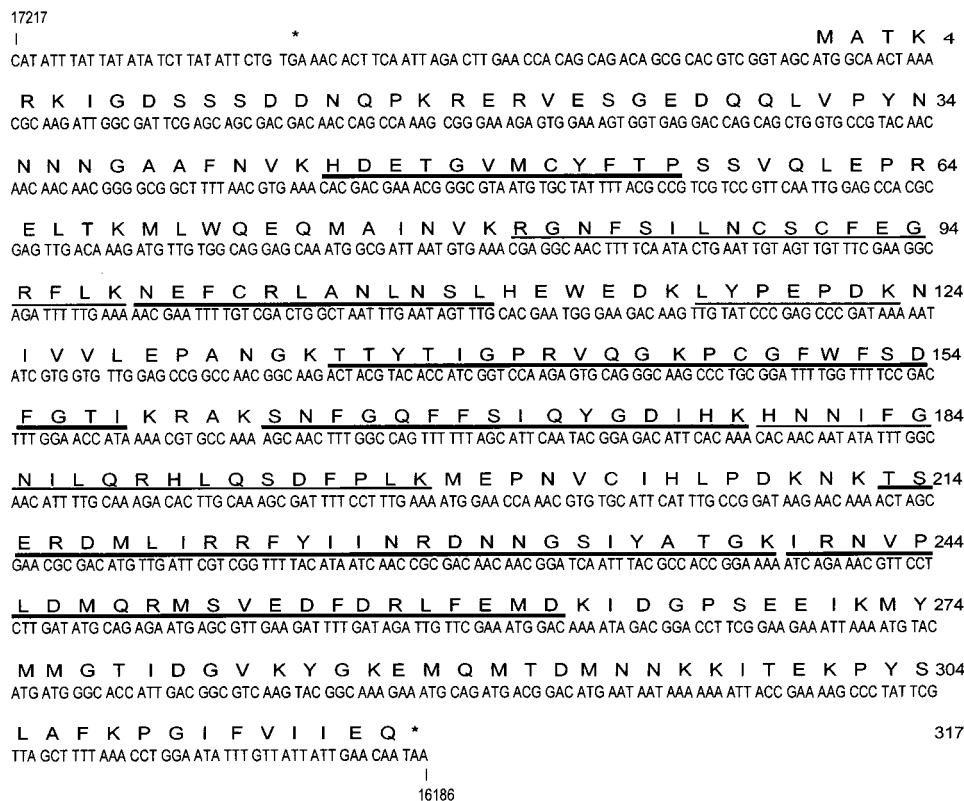 17217
*
M A T K 4
CAT ATT TAT TAT ATA TCT TAT ATT CTG TGA AAC ACT TCA ATT AGA CTT GAA CCA CAG CAG ACA GCG CAC GTC GGT AGC ATG GCA ACT AAA
R K I G D S S S D D N Q P K R E R V E S G E D Q Q L V P Y N 34
CGC AAG ATT GGC GAT TCG AGC AGC GAC GAC AAC CAG CCA AAG CGG GAA AGA GTG GAA AGT GGT GAG GAC CAG CAG CTG GTG CCG TAC AAC
N N N G A A F N V K H D E T G V M C Y F T P S S V Q L E P R 64
AAC AAC AAC GGG GCG GCT TTT AAC GTG AAA CAC GAC GAA ACG GGC GTA ATG TGC TAT TTT ACG CCG TCG TCC GTT CAA TTG GAG CCA CGC
E L T K M L W Q E Q M A I N V K R G N F S I L N C S C F E G 94
GAG TTG ACA AAG ATG TTG TGG CAG GAG CAA ATG GCG ATT AAT GTG AAA CGA GGC AAC TTT TCA ATA CTG AAT TGT AGT TGT TTC GAA GGC
R F L K N E F C R L A N L N S L H E W E D K L Y P E P D K N 124
AGA TTT TTG AAA AAC GAA TTT TGT CGA CTG GCT AAT TTG AAT AGT TTG CAC GAA TGG GAA GAC AAG TTG TAT CCC GAG CCC GAT AAA AAT
I V V L E P A N G K T T Y T I G P R V Q G K P C G F W F S D 154
ATC GTG GTG TTG GAG CCG GCC AAC GGC AAG ACT ACG TAC ACC ATC GGT CCA AGA GTG CAG GGC AAG CCC TGC GGA TTT TGG TTT TCC GAC
F G T I K R A K S N F G Q F F S I Q Y G D I H K H N N I F G 184
TTT GGA ACC ATA AAA CGT GCC AAA AGC AAC TTT GGC CAG TTT TTT AGC ATT CAA TAC GGA GAC ATT CAC AAA CAC AAC AAT ATA TTT GGC
N I L Q R H L Q S D F P L K M E P N V C I H L P D K N K T S 214
AAC ATT TTG CAA AGA CAC TTG CAA AGC GAT TTT CCT TTG AAA ATG GAA CCA AAC GTG TGC ATT CAT TTG CCG GAT AAG AAC AAA ACT AGC
E R D M L I R R F Y I I N R D N N G S I Y A T G K I R N V P 244
GAA CGC GAC ATG TTG ATT CGT CGG TTT TAC ATA ATC AAC CGC GAC AAC AAC GGA TCA ATT TAC GCC ACC GGA AAA ATC AGA AAC GTT CCT
L D M Q R M S V E D F D R L F E M D K I D G P S E E I K M Y 274
CTT GAT ATG CAG AGA ATG AGC GTT GAA GAT TTT GAT AGA TTG TTC GAA ATG GAC AAA ATA GAC GGA CCT TCG GAA GAA ATT AAA ATG TAC
M M G T I D G V K Y G K E M Q M T D M N N K K I T E K P Y S 304
ATG ATG GGC ACC ATT GAC GGC GTC AAG TAC GGC AAA GAA ATG CAG ATG ACG GAC ATG AAT AAT AAA AAA ATT ACC GAA AAG CCC TAT TCG
L A F K P G I F V I I E Q * 317
TTA GCT TTT AAA CCT GGA ATA TTT GTT ATT ATT GAA CAA TAA
16186